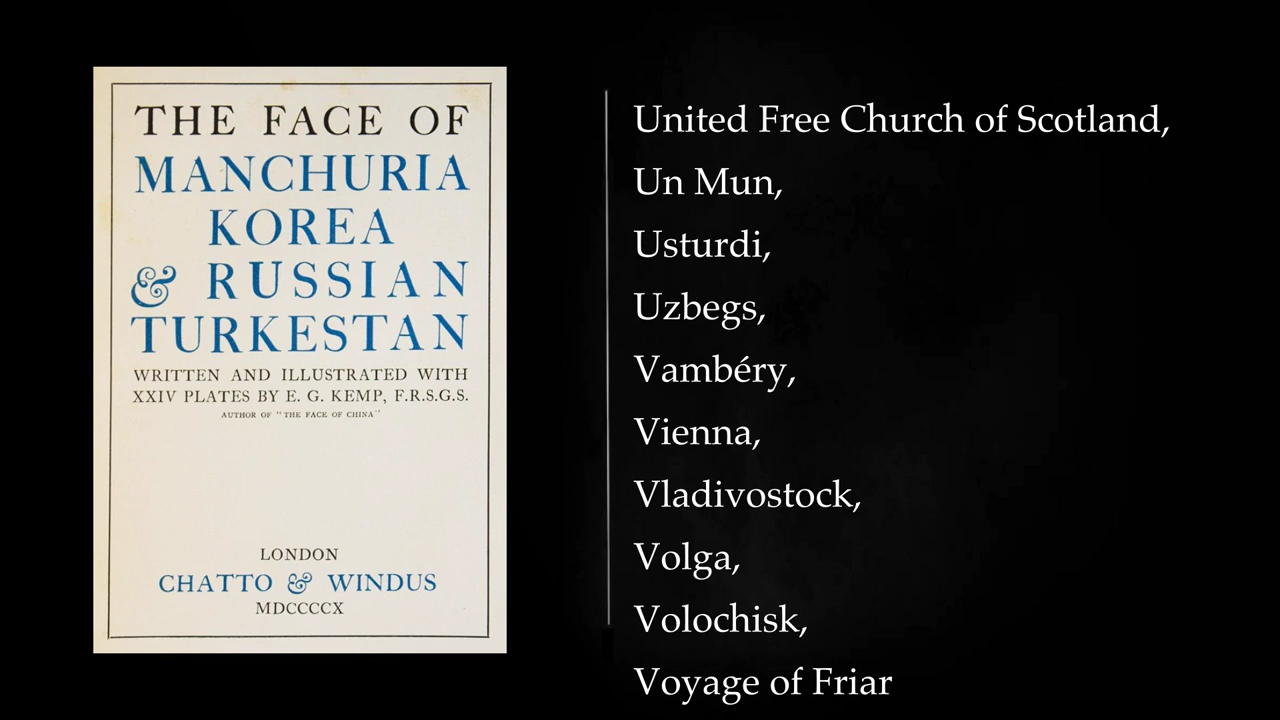 THE FACE OF
MANCHURIA
KOREA
& RUSSIAN
TURKESTAN
WRITTEN AND ILLUSTRATED WITH
XXIV PLATES BY E. G. KEMP, F.R.S.G.S.
AUTHOR OF "THE FACE OF CHINA"
LONDON
CHATTO & WINDUS
MDCCCCX
United Free Church of Scotland,
Un Mun,
Usturdi,
Uzbegs,
Vambéry,
Vienna,
Vladivostock,
Volga,
Volochisk,
Voyage of Friar